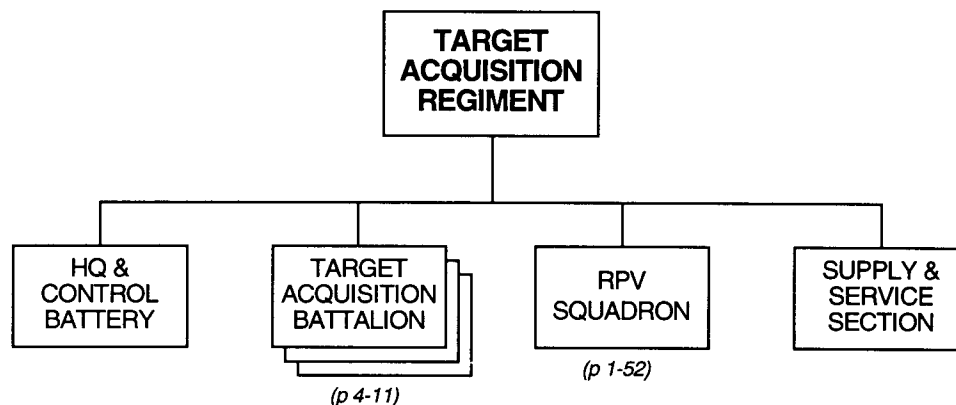 TARGET
ACQUISITION
REGIMENT
HQ &
CONTROL
BATTERY
TARGET
ACQUISITION
BATTALION
(p 4-11)
RPV
SQUADRON
(p 1-52)
SUPPLY &
SERVICE
SECTION